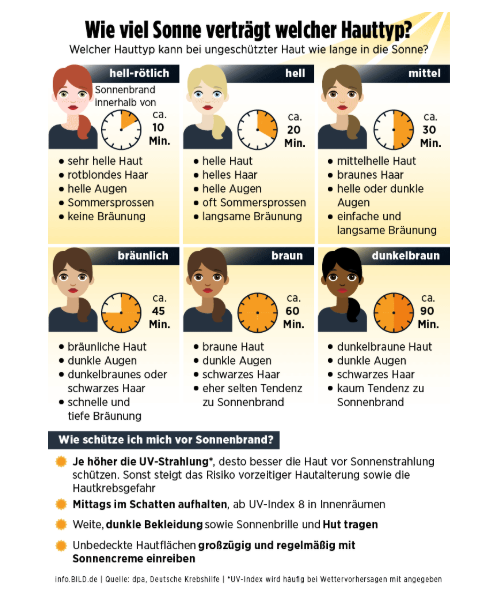 Wie viel Sonne verträgt welcher Hauttyp?
Welcher Hauttyp kann bei ungeschützter Haut wie lange in die Sonne?
hell-rötlich
Sonnenbrand
innerhalb von
ca.
10
Min.
• sehr helle Haut
• rotblondes Haar
• helle Augen
• Sommersprossen
• keine Bräunung
hell
ca.
20
Min.
• helle Haut
• helles Haar
• helle Augen
• oft Sommersprossen
• langsame Bräunung
mittel
ca.
30
Min.
• mittelhelle Haut
• braunes Haar
• helle oder dunkle
Augen
• einfache und
langsame Bräunung
bräunlich
ca.
45
Min.
• bräunliche Haut
• dunkle Augen
• dunkelbraunes oder
schwarzes Haar
• schnelle und
tiefe Bräunung
braun
ca.
60
Min.
• braune Haut
• dunkle Augen
• schwarzes Haar
• eher selten Tendenz
zu Sonnenbrand
dunkelbraun
ca.
90
Min.
• dunkelbraune Haut
• dunkle Augen
• schwarzes Haar
• kaum Tendenz zu
Sonnenbrand
Wie schütze ich mich vor Sonnenbrand?
Je höher die UV-Strahlung*, desto besser die Haut vor Sonnenstrahlung
schützen. Sonst steigt das Risiko vorzeitiger Hautalterung sowie die
Hautkrebsgefahr
Mittags im Schatten aufhalten, ab UV-Index 8 in Innenräumen
Weite, dunkle Bekleidung sowie Sonnenbrille und Hut tragen
Unbedeckte Hautflächen großzügig und regelmäßig mit
Sonnencreme einreiben
info.BILD.de | Quelle: dpa, Deutsche Krebshilfe | *UV-Index wird häufig bei Wettervorhersagen mit angegeben